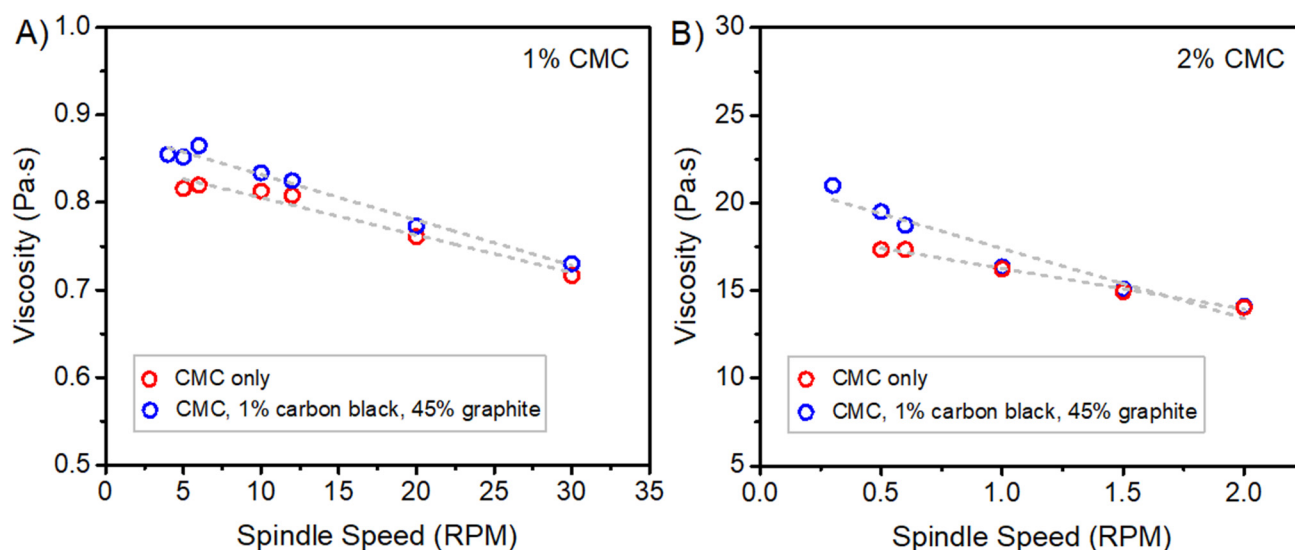 A)
1% CMC
Viscosity (Pa·s)
1.0
0.9
0.8
0.7
0.6
0.5
CMC only
CMC, 1% carbon black, 45% graphite
0 5 10 15 20 25 30 35
Spindle Speed (RPM)
B)
2% CMC
Viscosity (Pa·s)
30
25
20
15
10
5
CMC only
CMC, 1% carbon black, 45% graphite
0.0 0.5 1.0 1.5 2.0
Spindle Speed (RPM)